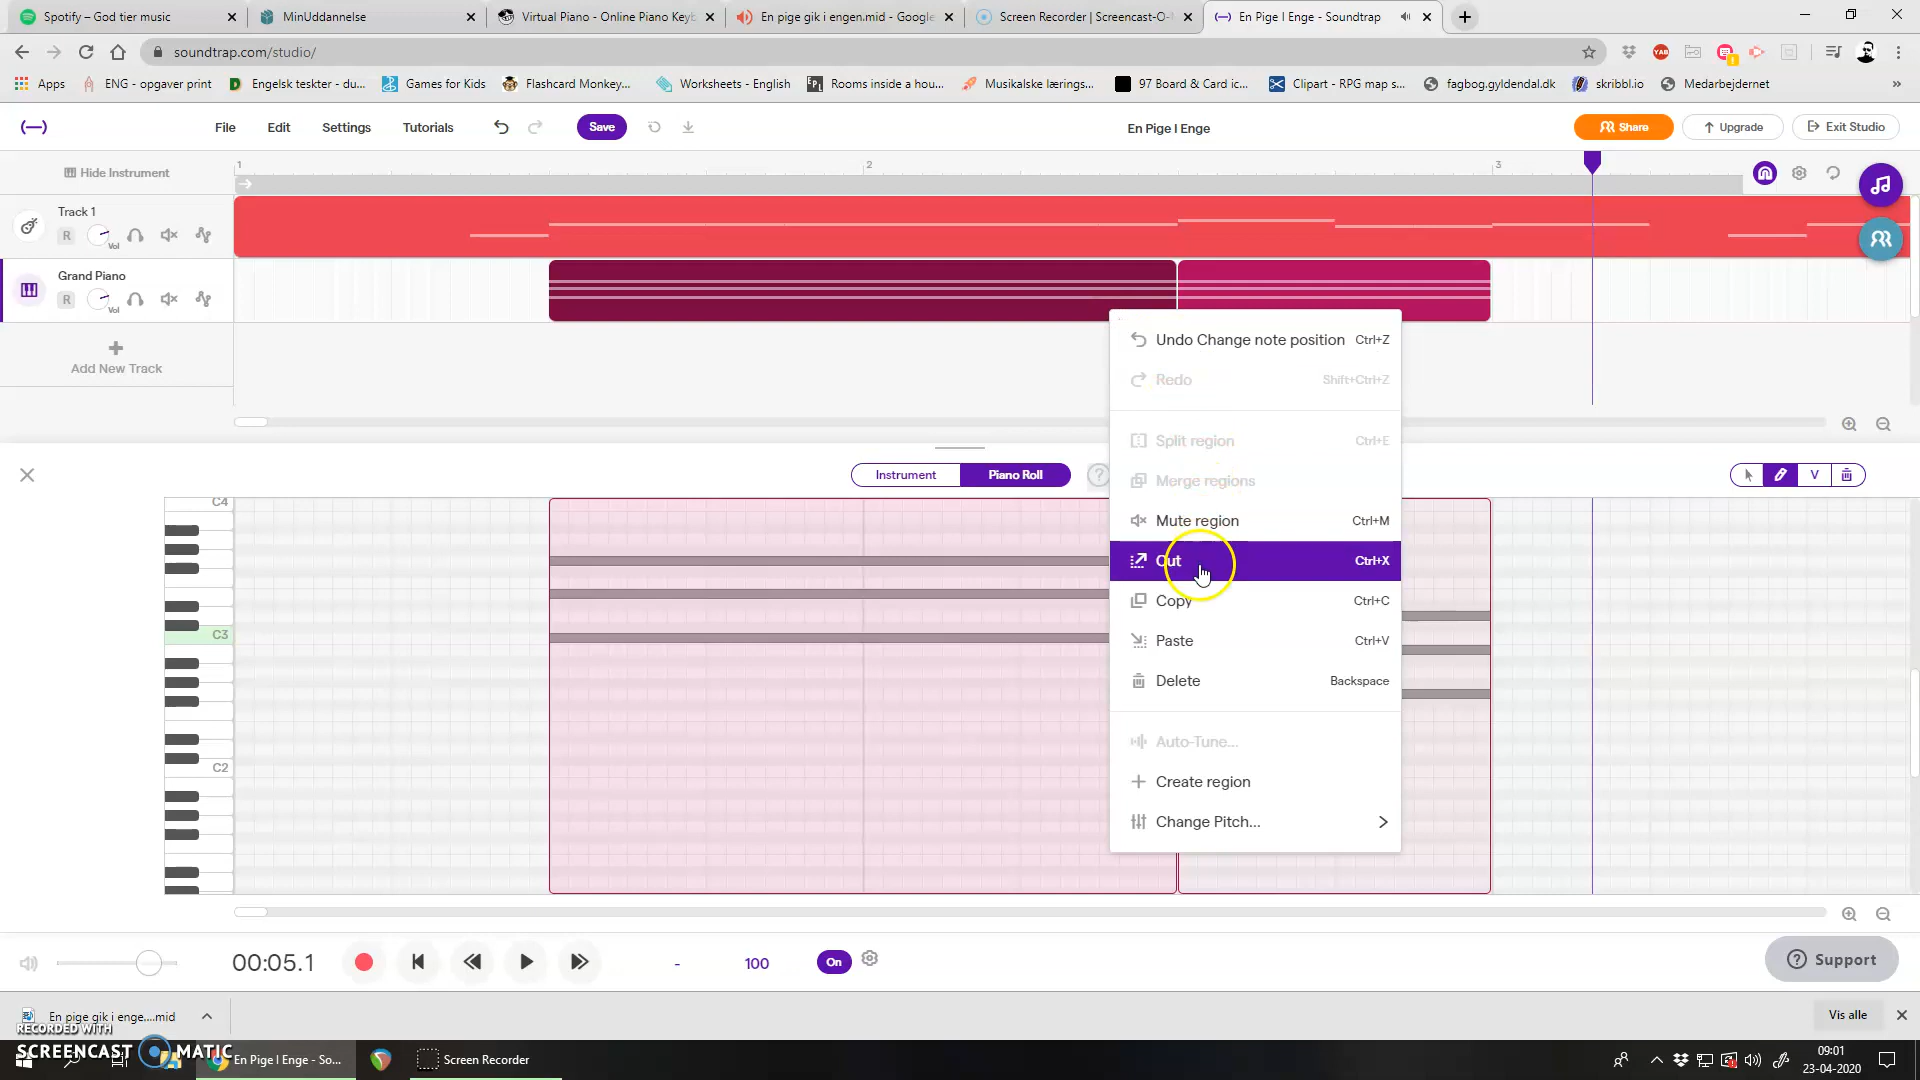 Spotify – God tier music
MinUddannelse
Virtual Piano - Online Piano Keyb
En pige gik i engen.mid - Google
Screen Recorder | Screencast-O-
En Pige I Enge - Soundtrap
soundtrap.com/studio/
Apps
ENG - opgaver print
Engelsk teskter - du...
Games for Kids
Flashcard Monkey...
Worksheets - English
Rooms inside a hou...
Musikalske lærings...
97 Board & Card ic...
Clipart - RPG map s...
fagbog.gyldendal.dk
skribbl.io
Medarbejdernet
File
Edit
Settings
Tutorials
Save
En Pige I Enge
Share
Upgrade
Exit Studio
Hide Instrument
1
2
3
Track 1
R
Vol
Grand Piano
R
Vol
Add New Track
Undo Change note position Ctrl+Z
Redo Shift+Ctrl+Z
Split region Ctrl+E
Merge regions
Mute region Ctrl+M
Cut Ctrl+X
Copy Ctrl+C
Paste Ctrl+V
Delete Backspace
Auto-Tune...
Create region
Change Pitch...
Instrument
Piano Roll
?
V
C4
C3
C2
00:05.1
-
100
On
Support
En pige gik i enge....mid
Vis alle
RECORDED WITH
SCREENCAST MATIC
En Pige I Enge - So...
Screen Recorder
09:01
23-04-2020